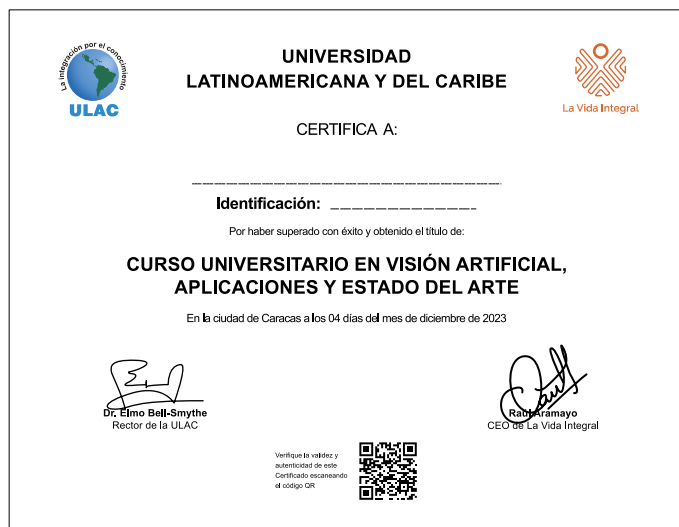 La integración por el conocimiento
ULAC
UNIVERSIDAD
LATINOAMERICANA Y DEL CARIBE
La Vida Integral
CERTIFICA A:
Identificación:
Por haber superado con éxito y obtenido el título de:
CURSO UNIVERSITARIO EN VISIÓN ARTIFICIAL,
APLICACIONES Y ESTADO DEL ARTE
En la ciudad de Caracas a los 04 días del mes de diciembre de 2023
Dr. Elmo Bell-Smythe
Rector de la ULAC
Raúl Aramayo
CEO de La Vida Integral
Verifique la validez y
autenticidad de este
Certificado escaneando
el código QR